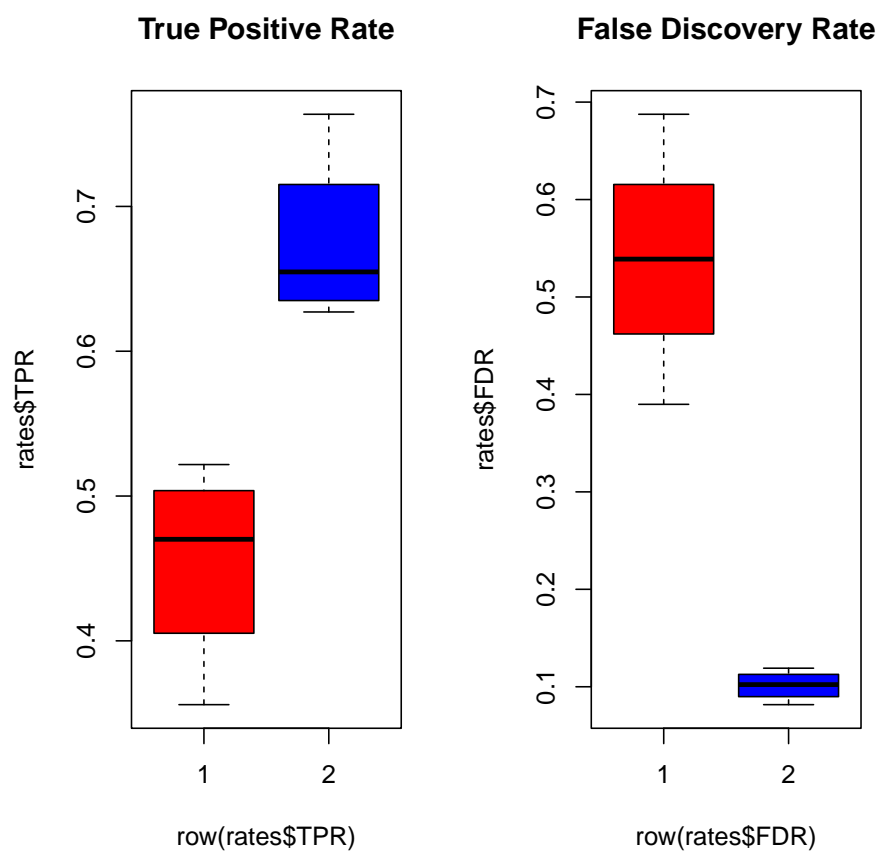 True Positive Rate
rates$TPR
0.7
0.6
0.5
0.4
1 2
row(rates$TPR)
False Discovery Rate
rates$FDR
0.7
0.6
0.5
0.4
0.3
0.2
0.1
1 2
row(rates$FDR)